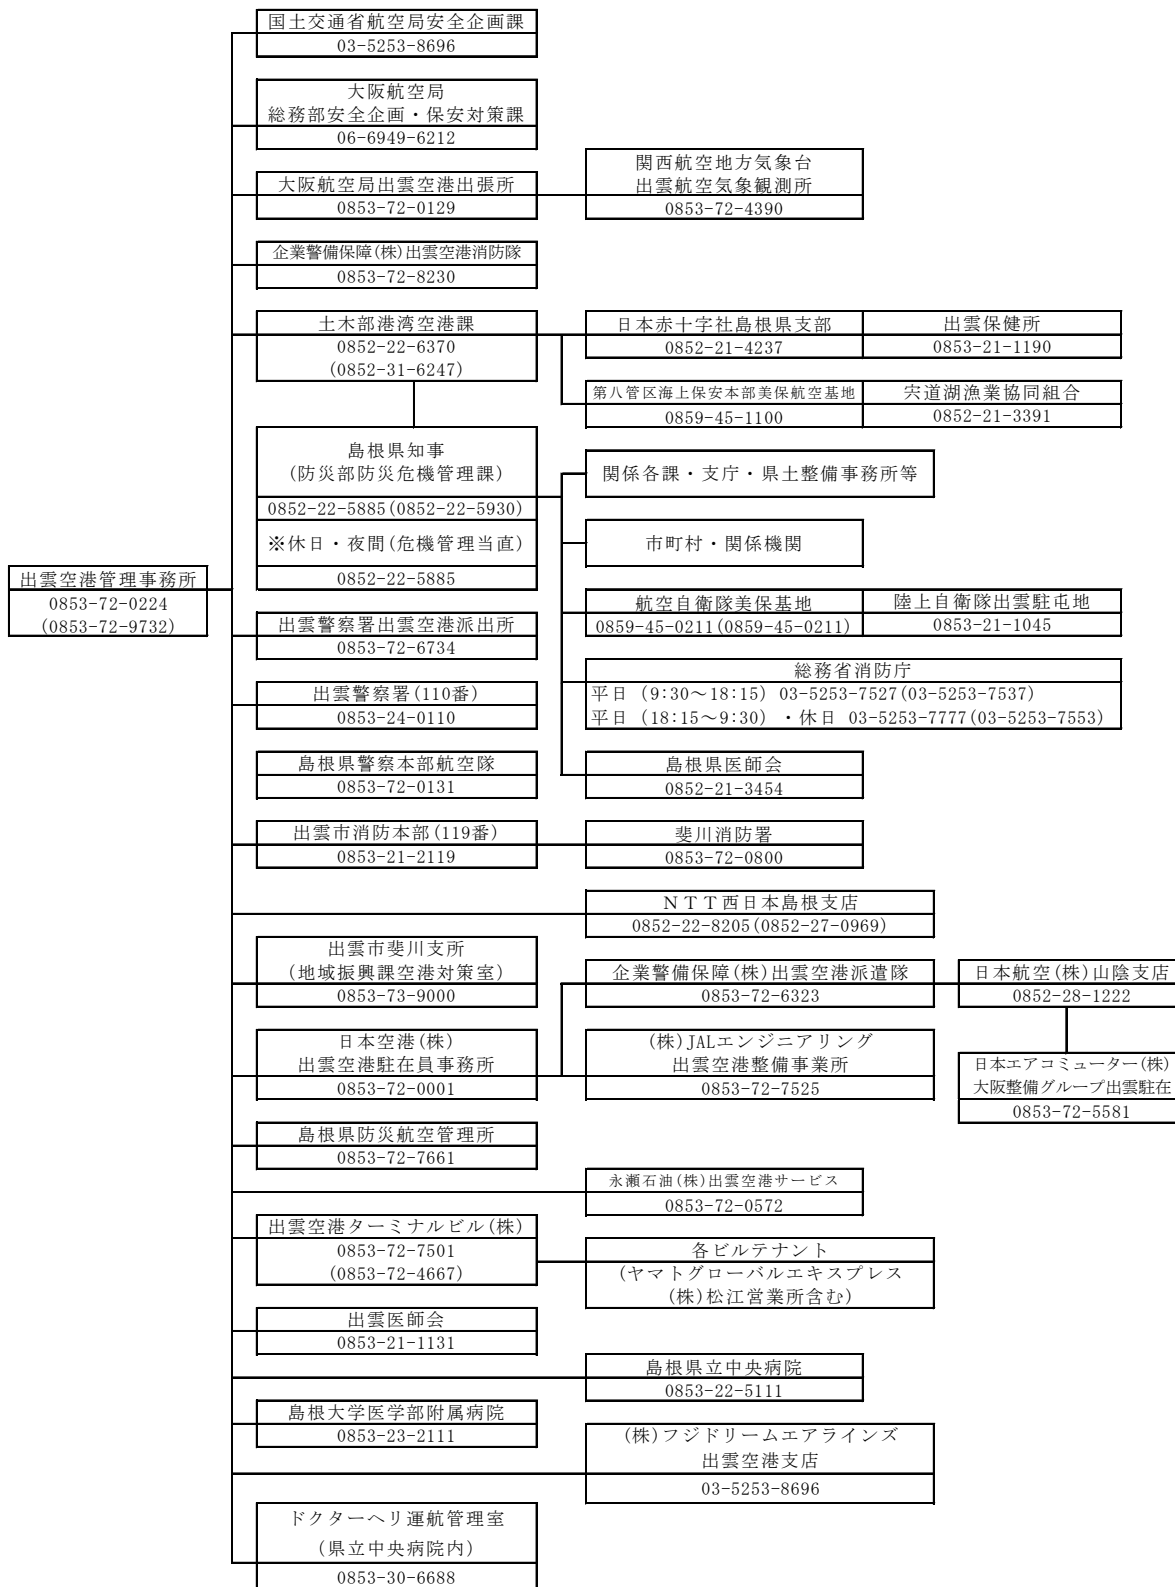 国土交通省航空局安全企画課
03-5253-8696
大阪航空局
総務部安全企画・保安対策課
06-6949-6212
大阪航空局出雲空港出張所
0853-72-0129
関西航空地方気象台
出雲航空気象観測所
0853-72-4390
企業警備保障(株)出雲空港消防隊
0853-72-8230
土木部港湾空港課
0852-22-6370
(0852-31-6247)
日本赤十字社島根県支部
0852-21-4237
出雲保健所
0853-21-1190
第八管区海上保安本部美保航空基地
0859-45-1100
宍道湖漁業協同組合
0852-21-3391
島根県知事
(防災部防災危機管理課)
0852-22-5885(0852-22-5930)
※休日・夜間(危機管理当直)
0852-22-5885
関係各課・支庁・県土整備事務所等
市町村・関係機関
出雲空港管理事務所
0853-72-0224
(0853-72-9732)
航空自衛隊美保基地
0859-45-0211(0859-45-0211)
陸上自衛隊出雲駐屯地
0853-21-1045
出雲警察署出雲空港派出所
0853-72-6734
総務省消防庁
平日 (9:30～18:15) 03-5253-7527(03-5253-7537)
平日 (18:15～9:30) ・休日 03-5253-7777(03-5253-7553)
出雲警察署(110番)
0853-24-0110
島根県警察本部航空隊
0853-72-0131
島根県医師会
0852-21-3454
出雲市消防本部(119番)
0853-21-2119
斐川消防署
0853-72-0800
ＮＴＴ西日本島根支店
0852-22-8205(0852-27-0969)
出雲市斐川支所
(地域振興課空港対策室)
0853-73-9000
企業警備保障(株)出雲空港派遣隊
0853-72-6323
日本航空(株)山陰支店
0852-28-1222
日本空港(株)
出雲空港駐在員事務所
0853-72-0001
(株)JALエンジニアリング
出雲空港整備事業所
0853-72-7525
日本エアコミューター(株)
大阪整備グループ出雲駐在
0853-72-5581
島根県防災航空管理所
0853-72-7661
永瀬石油(株)出雲空港サービス
0853-72-0572
出雲空港ターミナルビル(株)
0853-72-7501
(0853-72-4667)
各ビルテナント
(ヤマトグローバルエキスプレス
(株)松江営業所含む)
出雲医師会
0853-21-1131
島根県立中央病院
0853-22-5111
島根大学医学部附属病院
0853-23-2111
(株)フジドリームエアラインズ
出雲空港支店
03-5253-8696
ドクターヘリ運航管理室
(県立中央病院内)
0853-30-6688